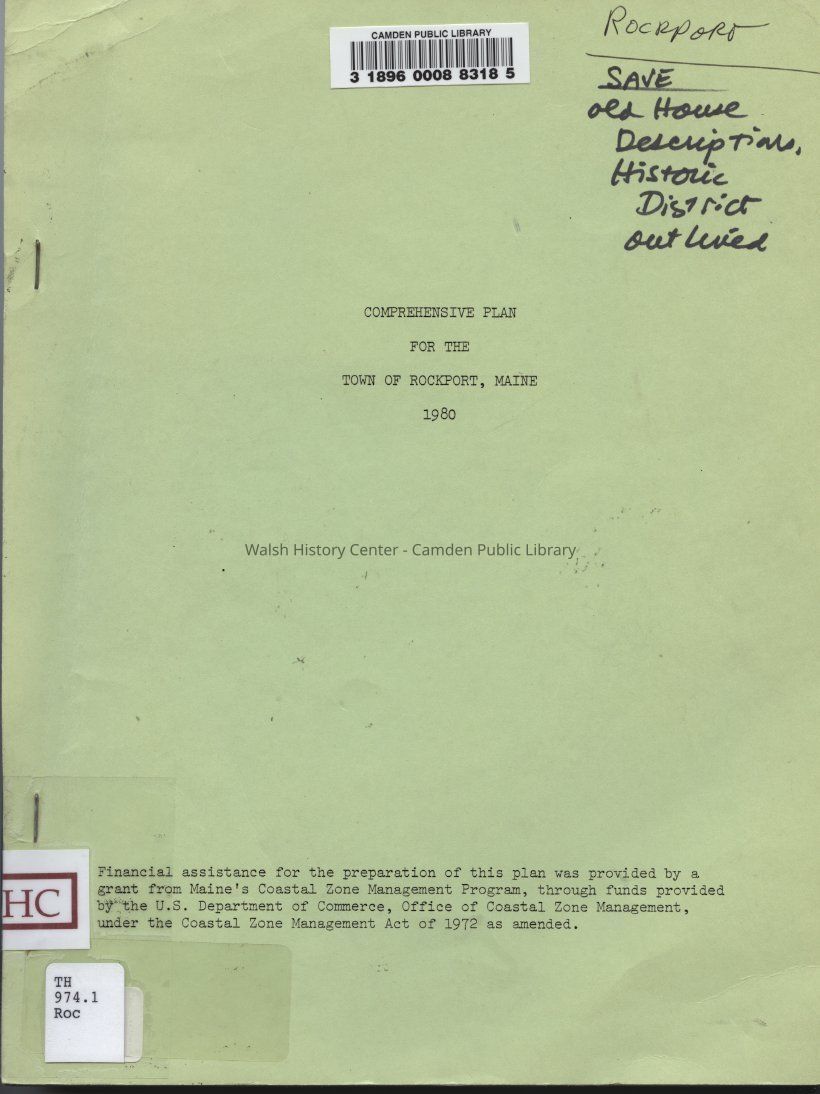 CAMDEN PUBLIC LIBRARY
3 1896 0008 8318 5
Rockport
SAVE
old House
Descriptions,
Historic
District
outlined
COMPREHENSIVE PLAN
FOR THE
TOWN OF ROCKPORT, MAINE
1980
Walsh History Center - Camden Public Library
Financial assistance for the preparation of this plan was provided by a
grant from Maine's Coastal Zone Management Program, through funds provided
by the U.S. Department of Commerce, Office of Coastal Zone Management,
under the Coastal Zone Management Act of 1972 as amended.
HC
TH
974.1
Roc